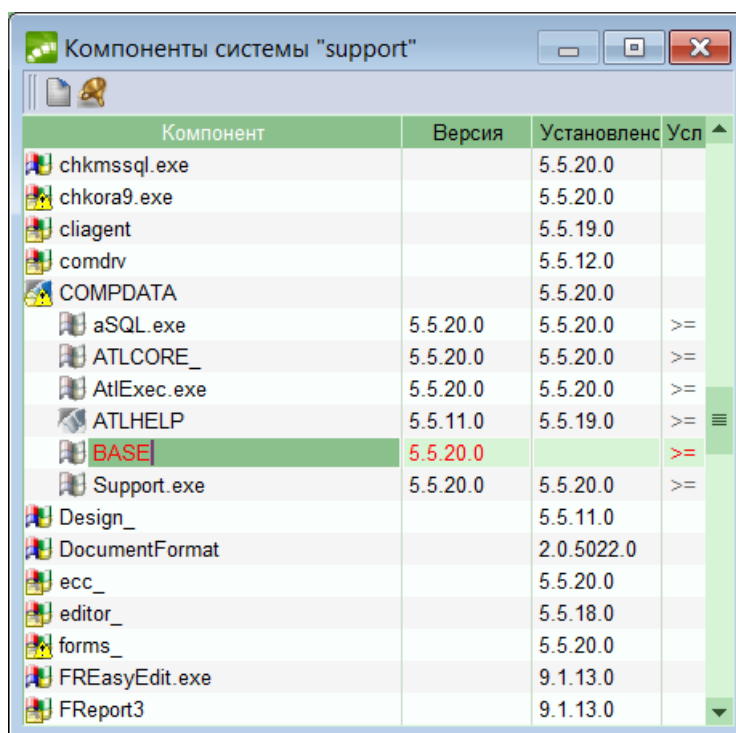 Компоненты системы "support"
Компонент Версия Установленс Усл
chkmssql.exe 5.5.20.0
chkora9.exe 5.5.20.0
cliagent 5.5.19.0
comdrv 5.5.12.0
COMPDATA 5.5.20.0
aSQL.exe 5.5.20.0 5.5.20.0 >=
ATLCORE_ 5.5.20.0 5.5.20.0 >=
AtlExec.exe 5.5.20.0 5.5.20.0 >=
ATLHELP 5.5.11.0 5.5.19.0 >=
BASE 5.5.20.0 >=
Support.exe 5.5.20.0 5.5.20.0 >=
Design_ 5.5.11.0
DocumentFormat 2.0.5022.0
ecc_ 5.5.20.0
editor_ 5.5.18.0
forms_ 5.5.20.0
FREasyEdit.exe 9.1.13.0
FReport3 9.1.13.0